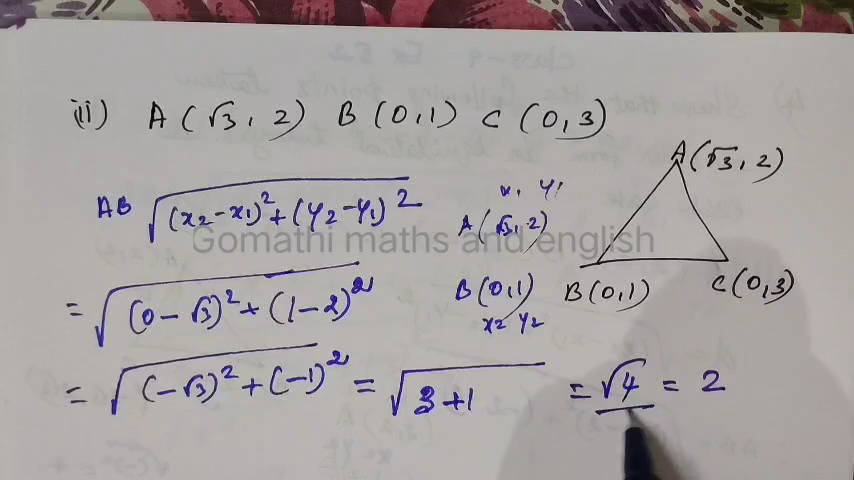 ii) A(√3, 2) B(0,1) C(0,3)
A(√3, 2)
AB √(x2-x1)²+(y2-y1)²
x1 y1
A(√3, 2)
Gomathi maths and english
= √(0-√3)²+(1-2)²
B(0,1)
x2 y2
B(0,1)
C(0,3)
= √(-√3)²+(-1)² = √3+1 = √4 = 2